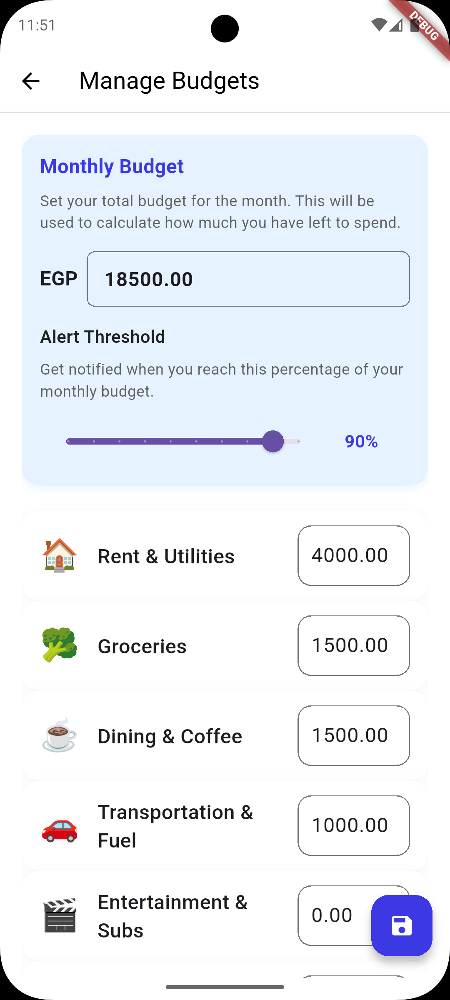 11:51
DEBUG
Manage Budgets
Monthly Budget
Set your total budget for the month. This will be
used to calculate how much you have left to spend.
EGP 18500.00
Alert Threshold
Get notified when you reach this percentage of your
monthly budget.
90%
Rent & Utilities 4000.00
Groceries 1500.00
Dining & Coffee 1500.00
Transportation &
Fuel
1000.00
Entertainment &
Subs
0.00